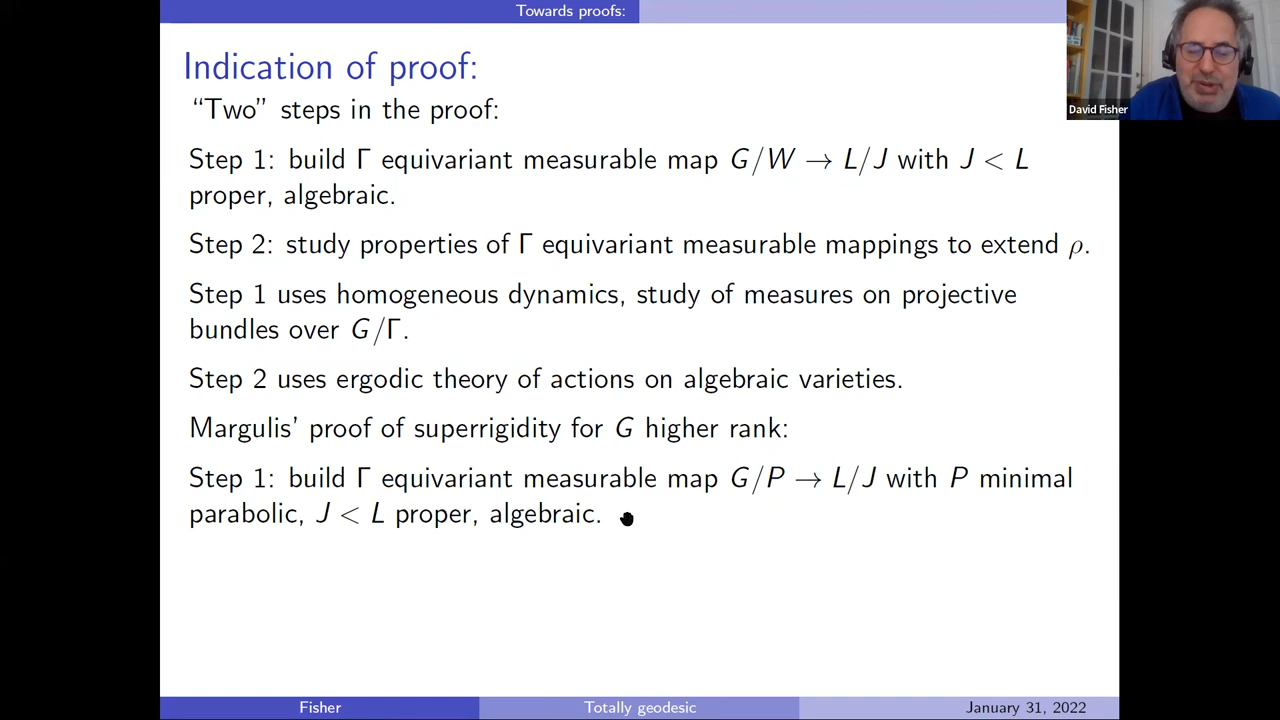 Towards proofs:
Indication of proof:
“Two” steps in the proof:
Step 1: build Γ equivariant measurable map G/W → L/J with J < L
proper, algebraic.
Step 2: study properties of Γ equivariant measurable mappings to extend ρ.
Step 1 uses homogeneous dynamics, study of measures on projective
bundles over G/Γ.
Step 2 uses ergodic theory of actions on algebraic varieties.
Margulis’ proof of superrigidity for G higher rank:
Step 1: build Γ equivariant measurable map G/P → L/J with P minimal
parabolic, J < L proper, algebraic.
David Fisher
Fisher
Totally geodesic
January 31, 2022